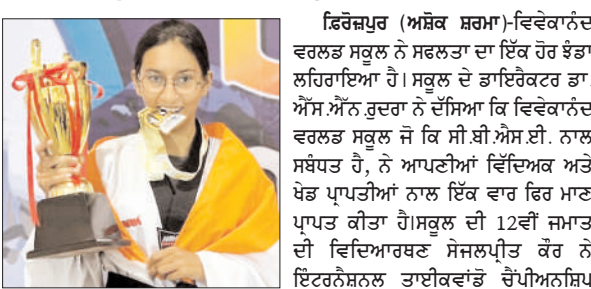 ਫ਼ਿਰੋਜ਼ਪੁਰ (ਅਸ਼ੋਕ ਸ਼ਰਮਾ)-ਵਿਵੇਕਾਨੰਦ
ਵਰਲਡ ਸਕੂਲ ਨੇ ਸਫਲਤਾ ਦਾ ਇੱਕ ਹੋਰ ਝੰਡਾ
ਲਹਿਰਾਇਆ ਹੈ। ਸਕੂਲ ਦੇ ਡਾਇਰੈਕਟਰ ਡਾ.
ਐੱਸ.ਐੱਨ.ਰੁਦਰਾ ਨੇ ਦੱਸਿਆ ਕਿ ਵਿਵੇਕਾਨੰਦ
ਵਰਲਡ ਸਕੂਲ ਜੋ ਕਿ ਸੀ.ਬੀ.ਐਸ.ਈ. ਨਾਲ
ਸਬੰਧਤ ਹੈ, ਨੇ ਆਪਣੀਆਂ ਵਿੱਦਿਅਕ ਅਤੇ
ਖੇਡ ਪ੍ਰਾਪਤੀਆਂ ਨਾਲ ਇੱਕ ਵਾਰ ਫਿਰ ਮਾਣ
ਪ੍ਰਾਪਤ ਕੀਤਾ ਹੈ।ਸਕੂਲ ਦੀ 12ਵੀਂ ਜਮਾਤ
ਦੀ ਵਿਦਿਆਰਥਣ ਸੇਜਲਪ੍ਰੀਤ ਕੌਰ ਨੇ
ਇੰਟਰਨੈਸ਼ਨਲ ਤਾਈਕਵਾਂਡੋ ਚੈਂਪੀਅਨਸ਼ਿਪ